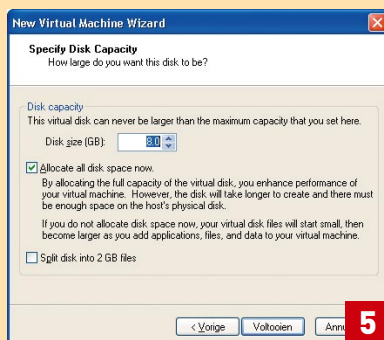 New Virtual Machine Wizard
Specify Disk Capacity
How large do you want this disk to be?
Disk capacity
This virtual disk can never be larger than the maximum capacity that you set here.
Disk size (GB): 8.0
Allocate all disk space now.
By allocating the full capacity of the virtual disk, you enhance performance of
your virtual machine. However, the disk will take longer to create and there must
be enough space on the host's physical disk.
If you do not allocate disk space now, your virtual disk files will start small, then
become larger as you add applications, files, and data to your virtual machine.
Split disk into 2 GB files
< Vorige Voltooien
5